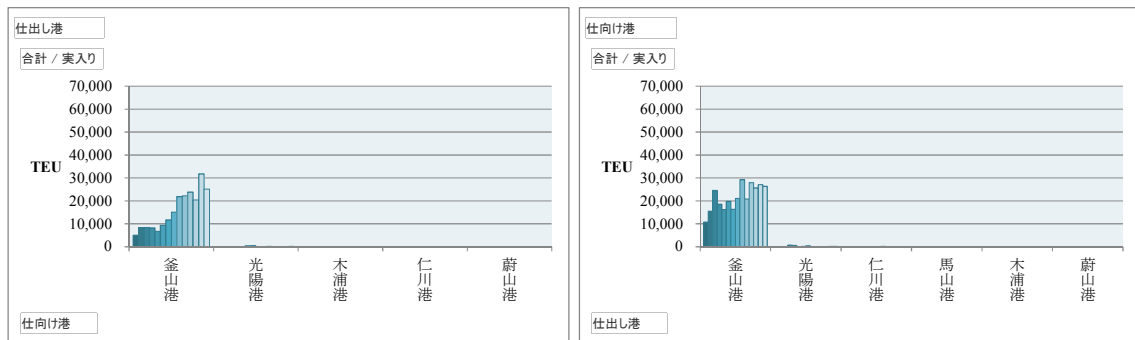 仕出し港
合計 / 実入り
70,000
60,000
50,000
40,000
TEU
30,000
20,000
10,000
0
釜山港
光陽港
木浦港
仁川港
蔚山港
仕向け港
仕向け港
合計 / 実入り
70,000
60,000
50,000
40,000
TEU
30,000
20,000
10,000
0
釜山港
光陽港
仁川港
馬山港
木浦港
蔚山港
仕出し港